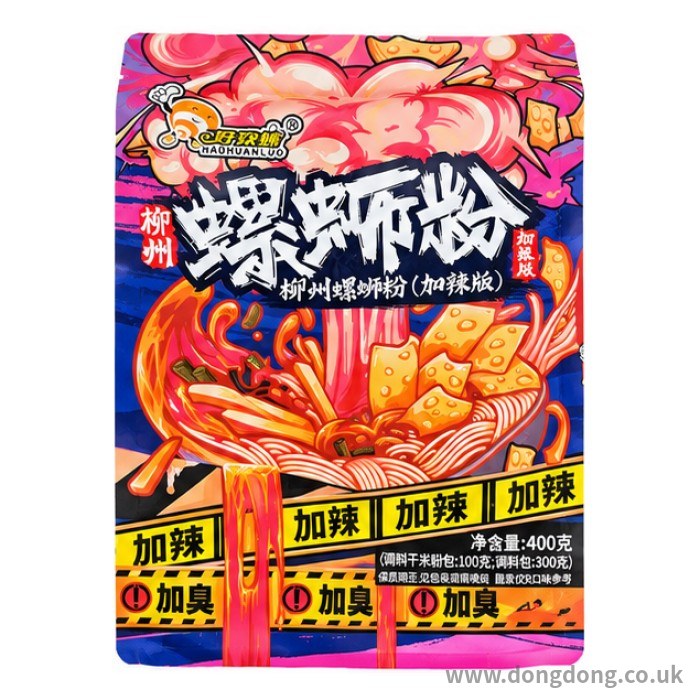 好欢螺®
HAOHUANLUO
柳州
螺蛳粉
加辣版
柳州螺蛳粉(加辣版)
加辣 加辣 加辣 加辣
净含量:400克
(调料干米粉包:100克;调料包:300克)
加臭 加臭 加臭
www.dongdong.co.uk